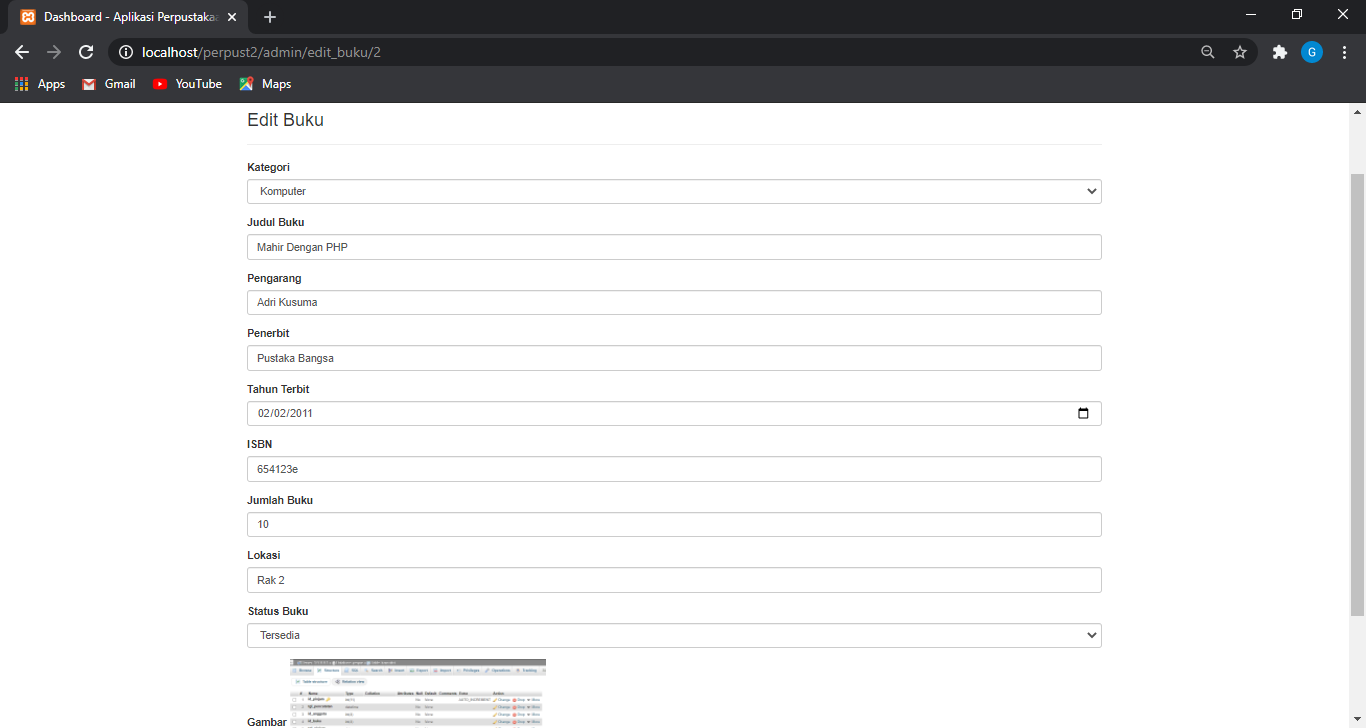 Dashboard - Aplikasi Perpustaka
localhost/perpust2/admin/edit_buku/2
G
Apps Gmail YouTube Maps
Edit Buku
Kategori
Komputer
Judul Buku
Mahir Dengan PHP
Pengarang
Adri Kusuma
Penerbit
Pustaka Bangsa
Tahun Terbit
02/02/2011
ISBN
654123e
Jumlah Buku
10
Lokasi
Rak 2
Status Buku
Tersedia
Gambar